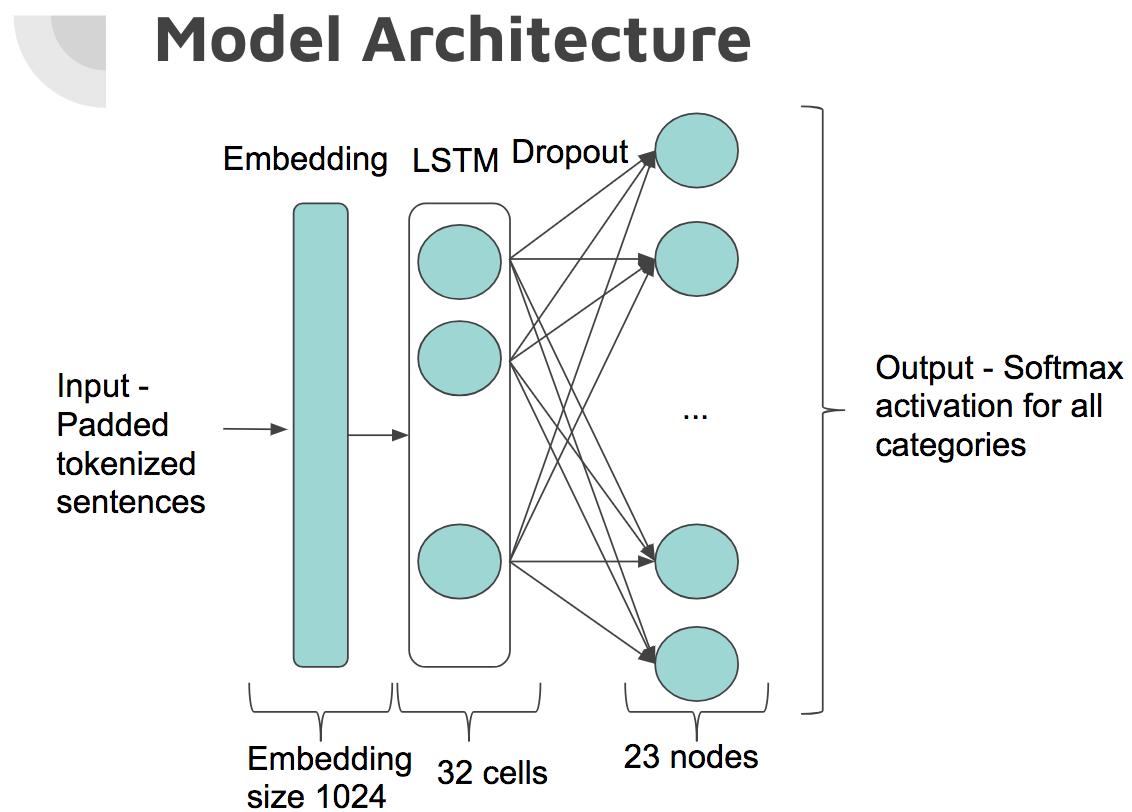 Model Architecture
Embedding
LSTM
Dropout
Input -
Padded
tokenized
sentences
...
Output - Softmax
activation for all
categories
Embedding
size 1024
32 cells
23 nodes